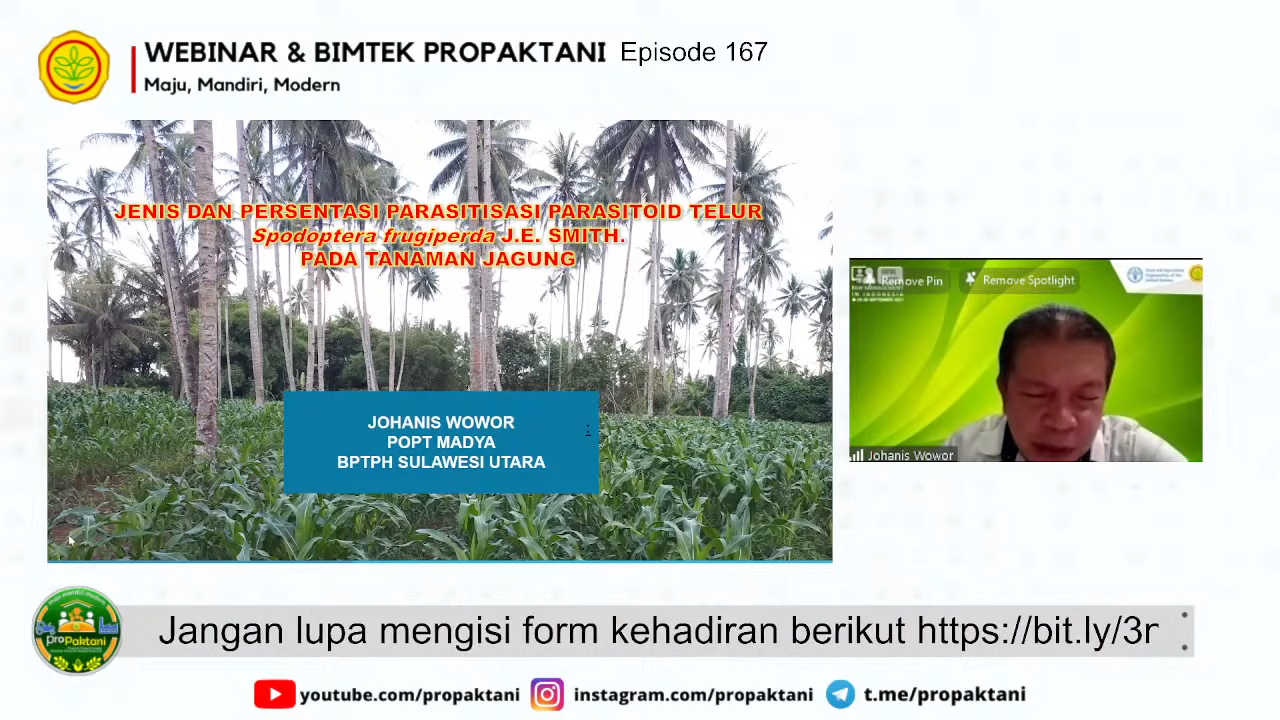 WEBINAR & BIMTEK PROPAKTANI Episode 167
Maju, Mandiri, Modern
JENIS DAN PERSENTASI PARASITISASI PARASITOID TELUR
Spodoptera frugiperda J.E. SMITH.
PADA TANAMAN JAGUNG
JOHANIS WOWOR
POPT MADYA
BPTPH SULAWESI UTARA
Remove Pin
Remove Spotlight
IN INDONESIA
Johanis Wowor
proPaktani
Jangan lupa mengisi form kehadiran berikut https://bit.ly/3r
youtube.com/propaktani
instagram.com/propaktani
t.me/propaktani